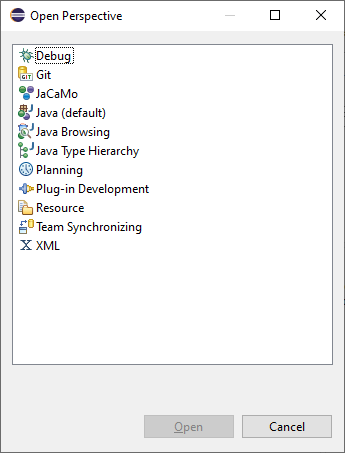 Open Perspective
Debug
Git
JaCaMo
Java (default)
Java Browsing
Java Type Hierarchy
Planning
Plug-in Development
Resource
Team Synchronizing
X XML
Open
Cancel